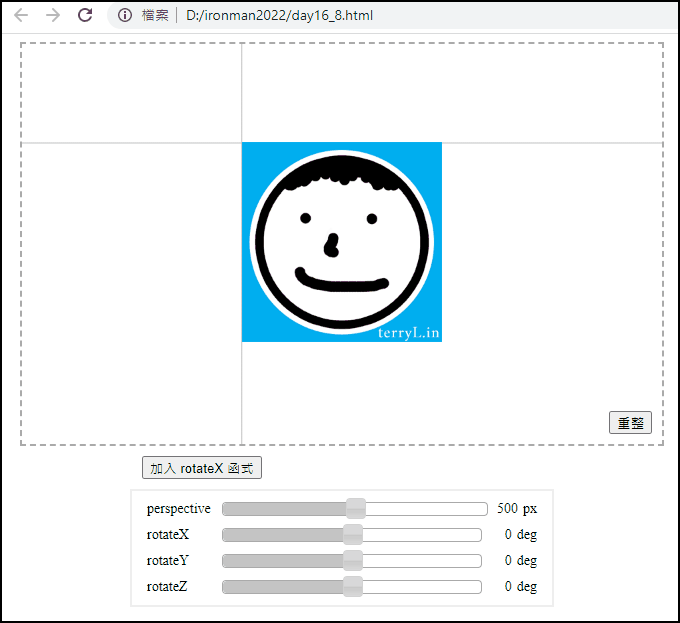 檔案 D:/ironman2022/day16_8.html
terryL.in
重整
加入 rotateX 函式
perspective 500 px
rotateX 0 deg
rotateY 0 deg
rotateZ 0 deg